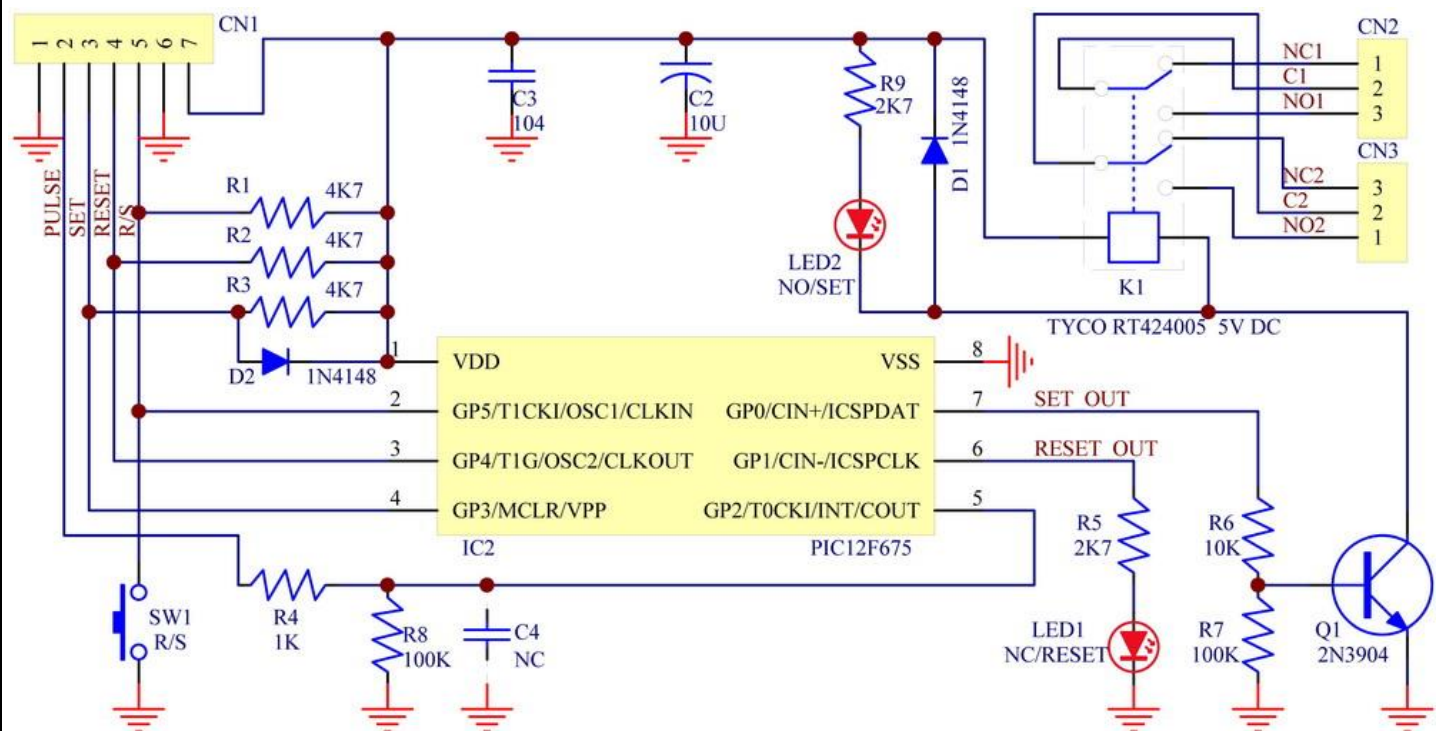 CN1
1 2 3 4 5 6 7
PULSE
SET
RESET
R/S
R1
4K7
R2
4K7
R3
4K7
D2
1N4148
C3
104
C2
10U
R9
2K7
D1
1N4148
LED2
NO/SET
K1
TYCO RT424005 5V DC
CN2
NC1
1
C1
2
NO1
3
CN3
NC2
3
C2
2
NO2
1
1
VDD
VSS
8
2
GP5/T1CKI/OSC1/CLKIN
GP0/CIN+/ICSPDAT
7
SET OUT
3
GP4/T1G/OSC2/CLKOUT
GP1/CIN-/ICSPCLK
6
RESET OUT
4
GP3/MCLR/VPP
GP2/T0CKI/INT/COUT
5
IC2
PIC12F675
SW1
R/S
R4
1K
R8
100K
C4
NC
R5
2K7
LED1
NC/RESET
R6
10K
R7
100K
Q1
2N3904